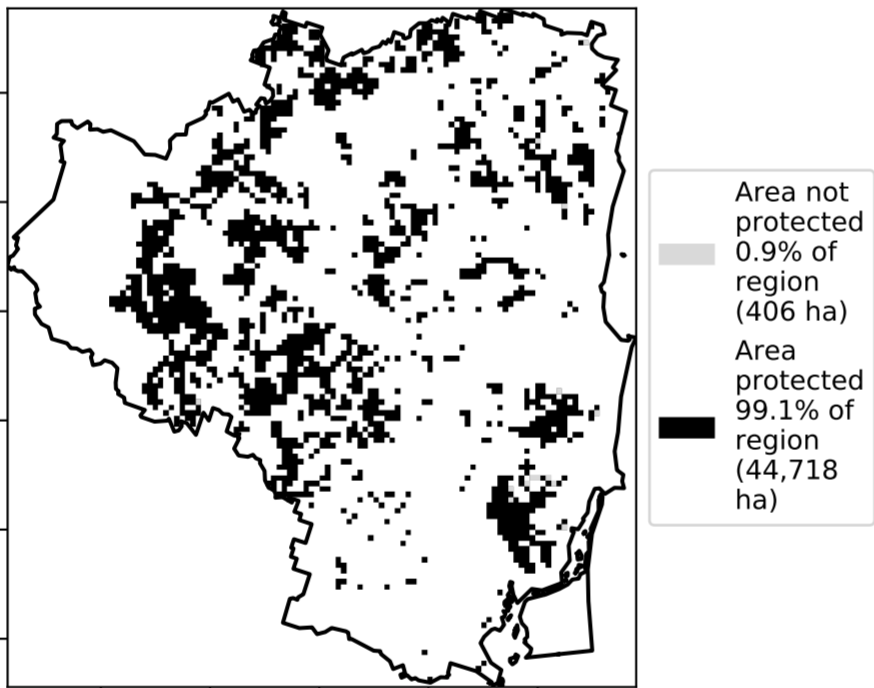 Area not
protected
0.9% of
region
(406 ha)
Area
protected
99.1% of
region
(44,718
ha)